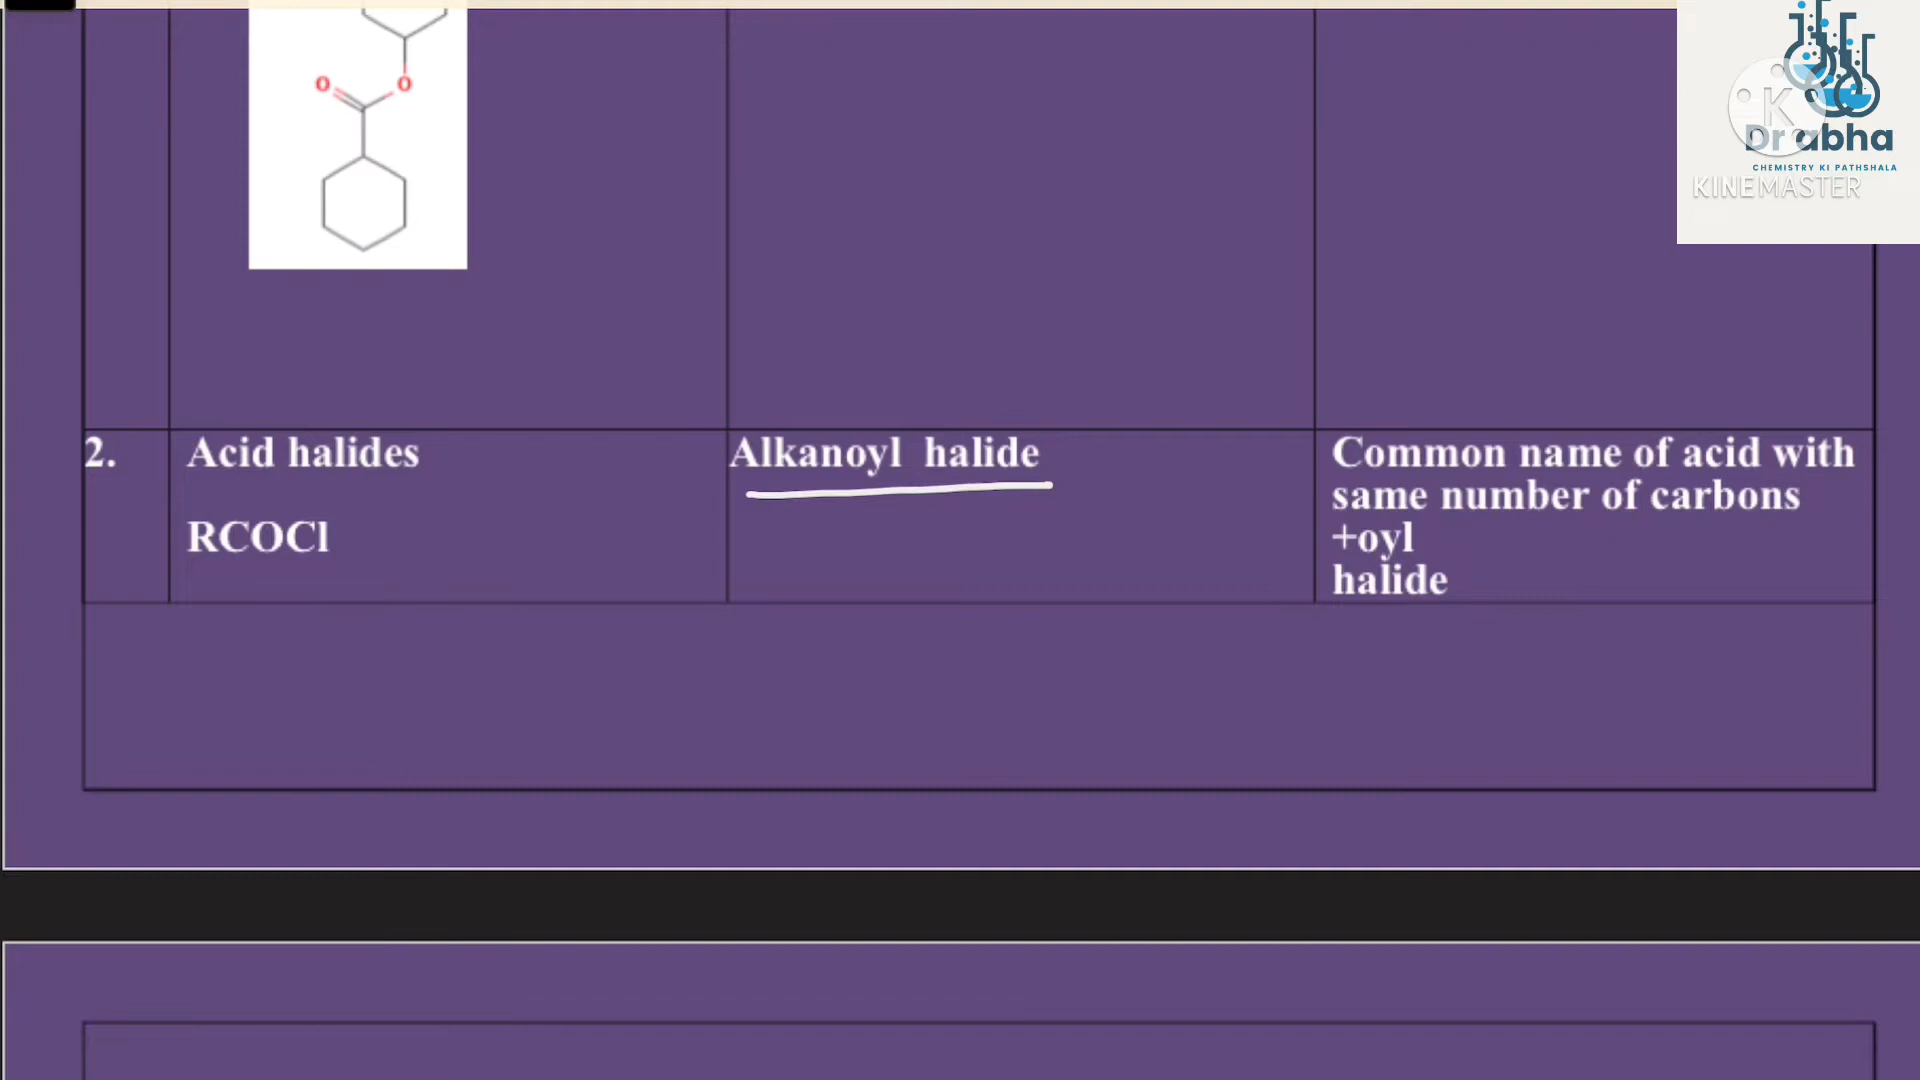 O
O
K
Dr abha
CHEMISTRY KI PATHSHALA
KINEMASTER
2.
Acid halides
Alkanoyl halide
Common name of acid with
same number of carbons
RCOCl
+oyl
halide